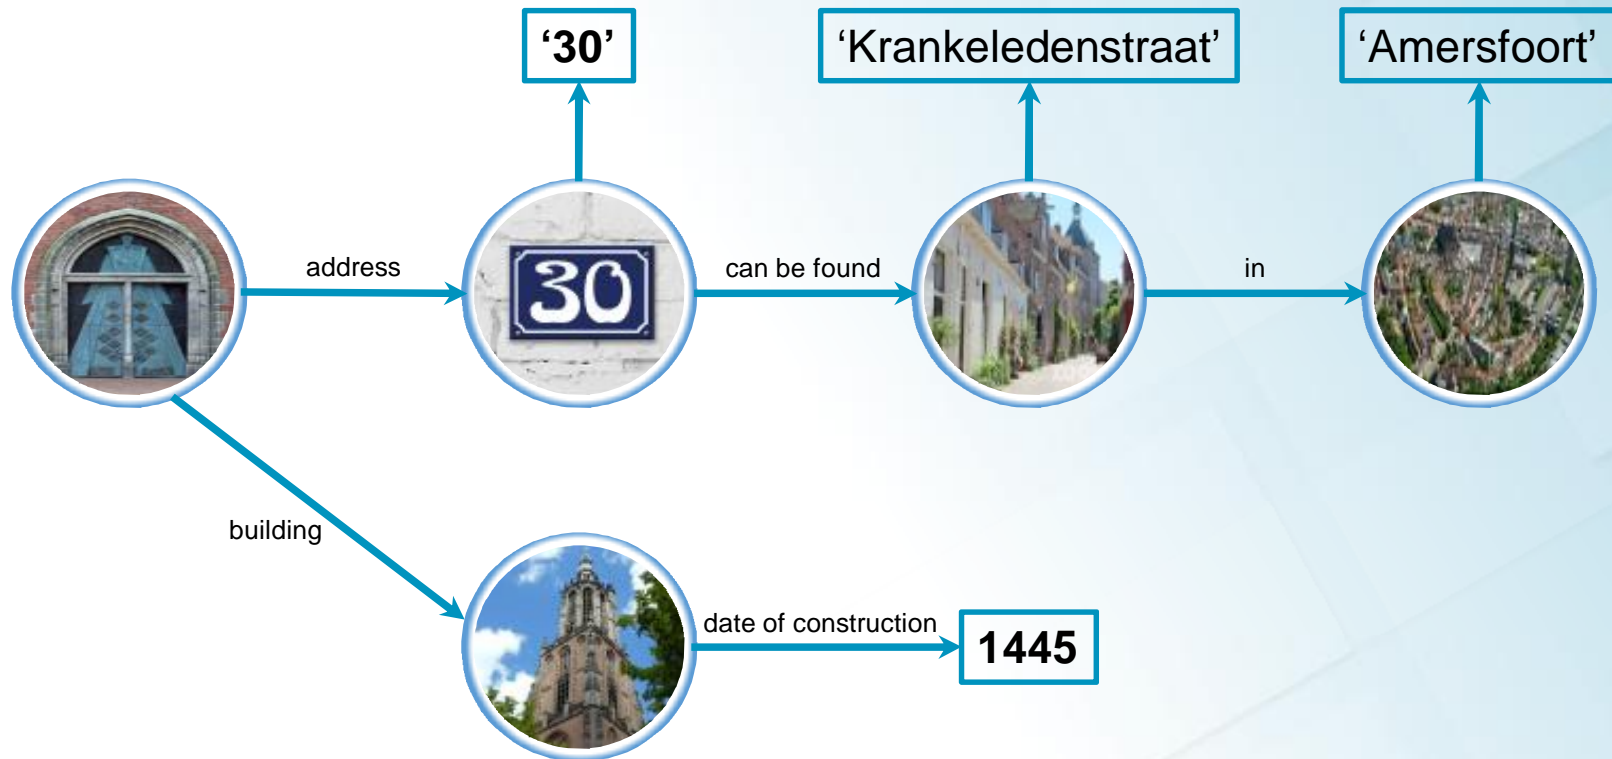 ‘30’
‘Krankeledenstraat’
‘Amersfoort’
address
30
can be found
in
building
date of construction
1445